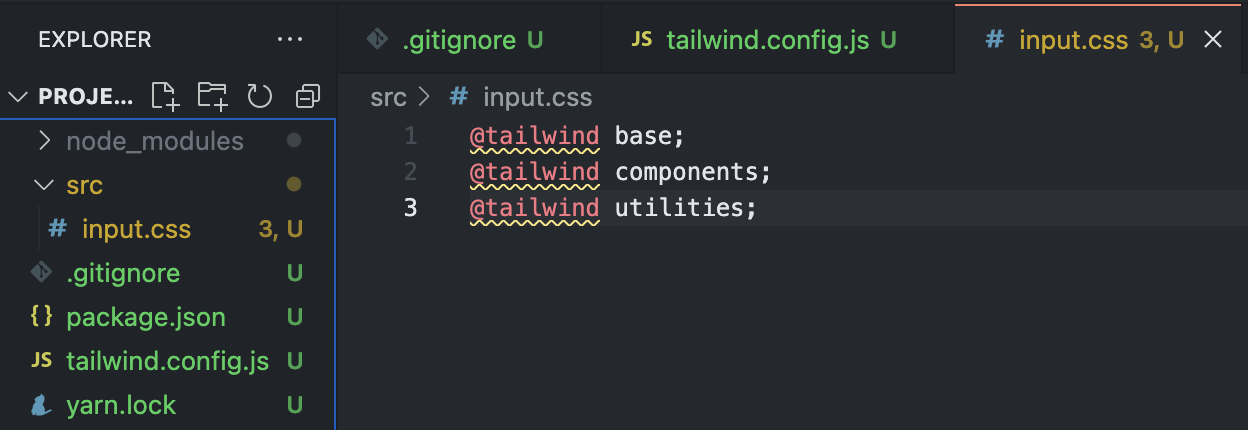 EXPLORER ...
PROJE...
node_modules
src
# input.css 3, U
.gitignore U
{} package.json U
JS tailwind.config.js U
yarn.lock U
.gitignore U JS tailwind.config.js U # input.css 3, U
src > # input.css
1 @tailwind base;
2 @tailwind components;
3 @tailwind utilities;